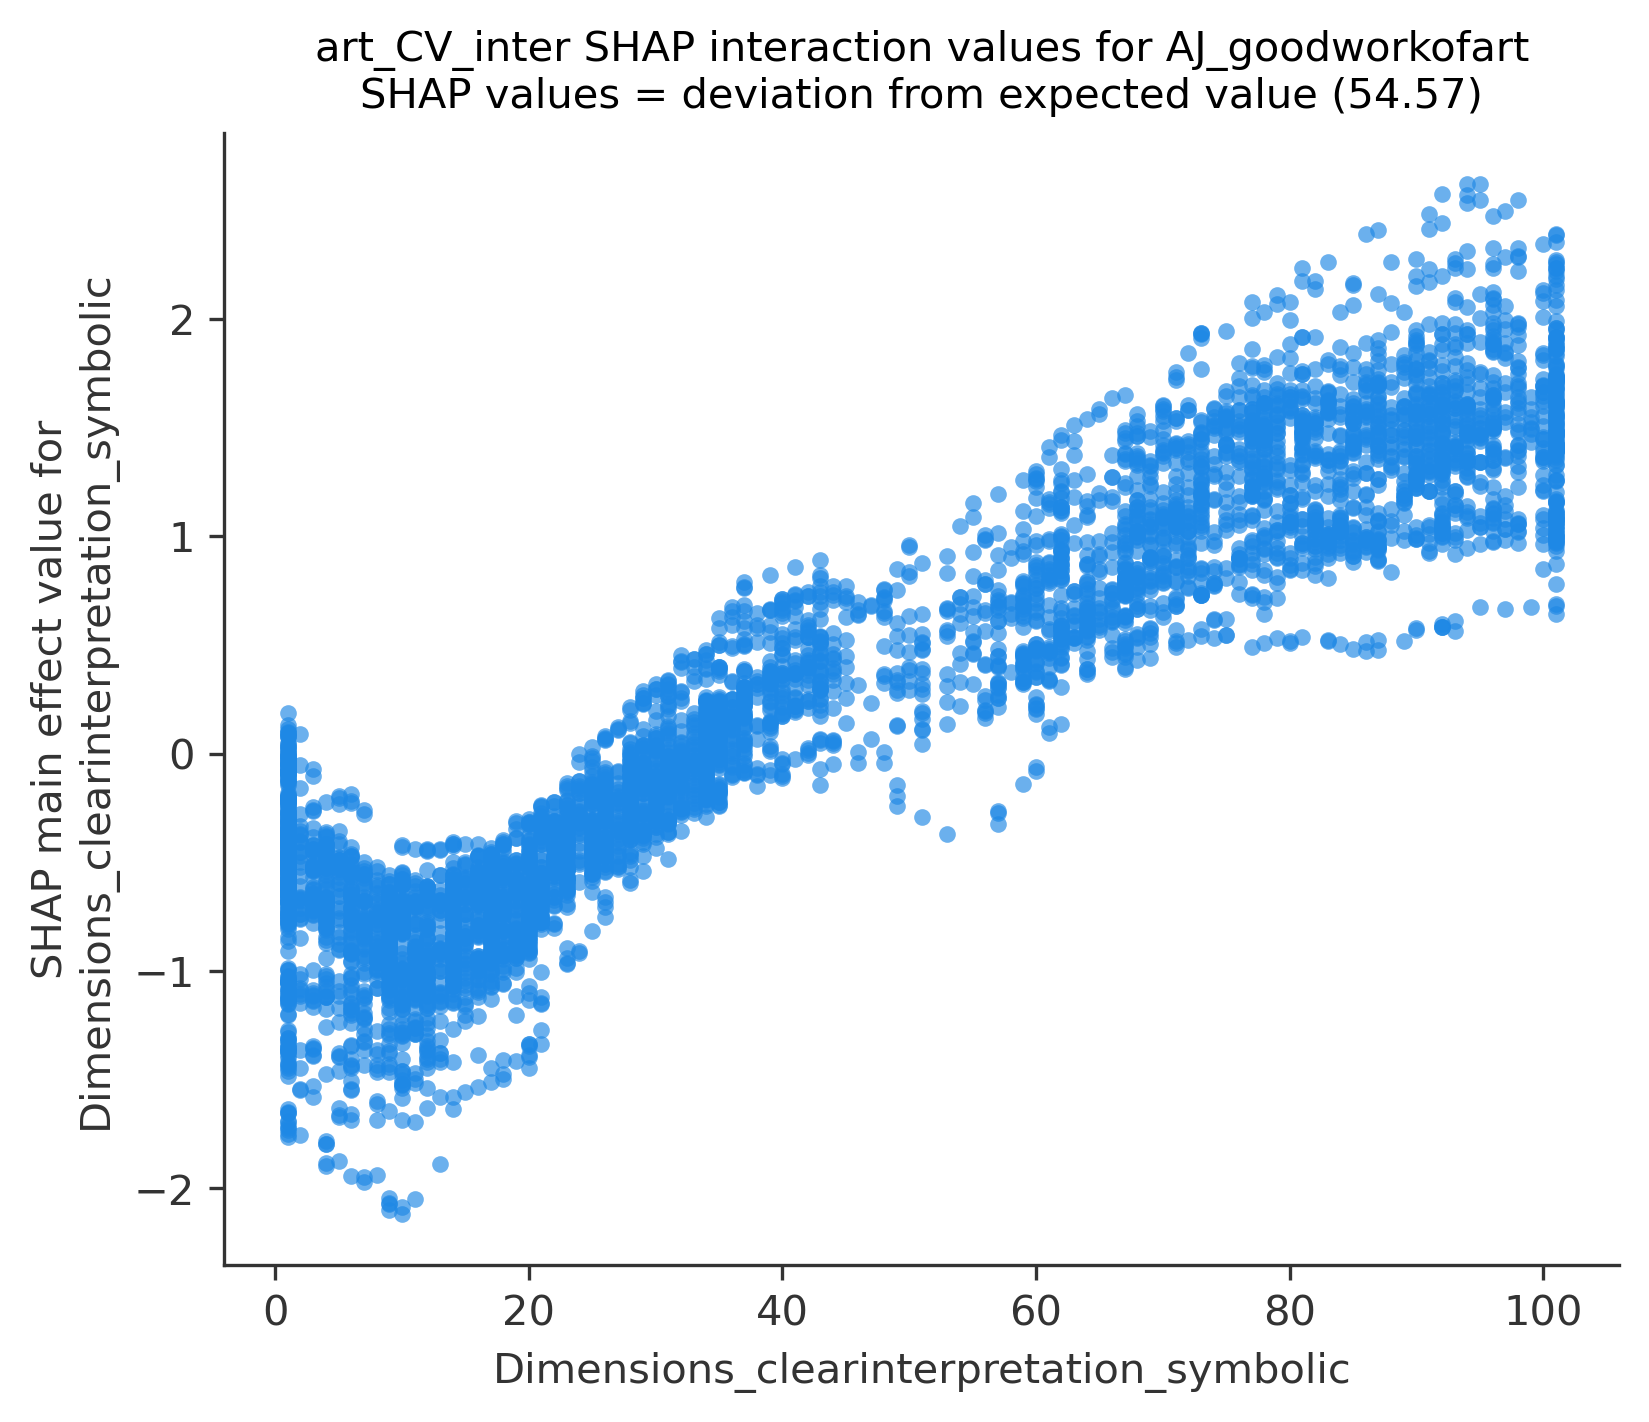 art_CV_inter SHAP interaction values for AJ_goodworkofart
SHAP values = deviation from expected value (54.57)
SHAP main effect value for
Dimensions_clearinterpretation_symbolic
2
1
0
−1
−2
0
20
40
60
80
100
Dimensions_clearinterpretation_symbolic